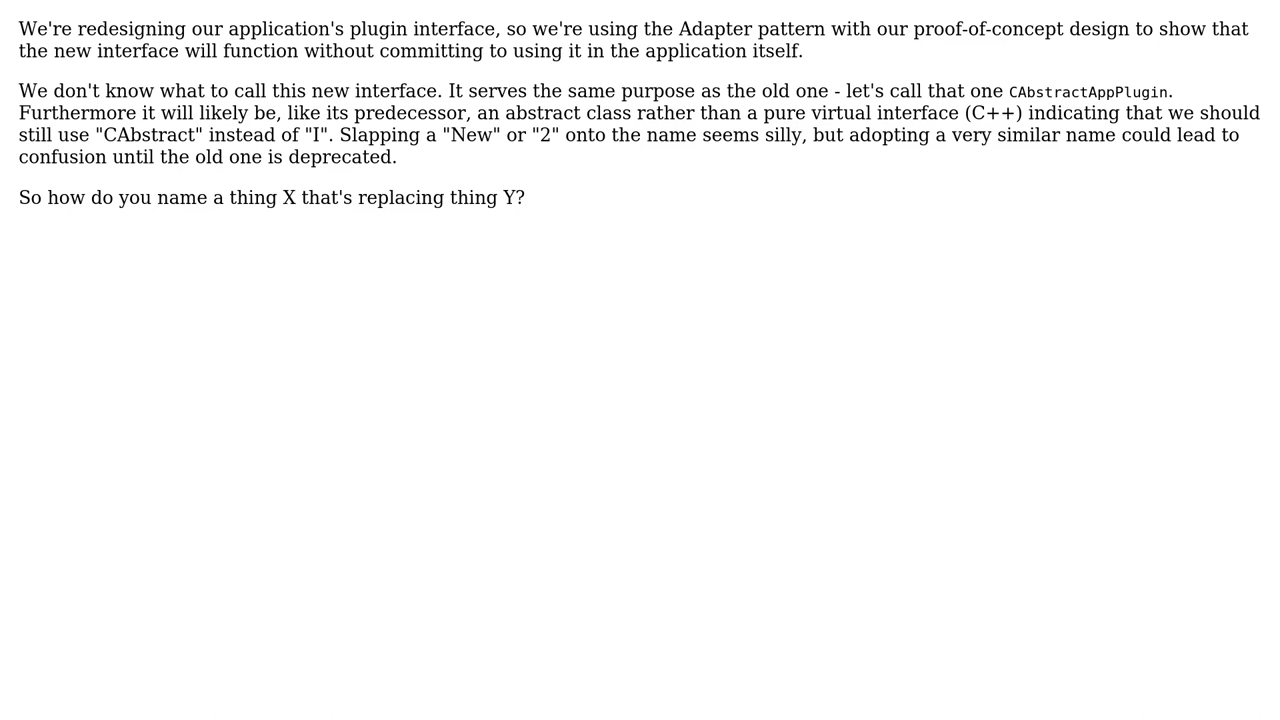 We're redesigning our application's plugin interface, so we're using the Adapter pattern with our proof-of-concept design to show that
the new interface will function without committing to using it in the application itself.
We don't know what to call this new interface. It serves the same purpose as the old one - let's call that one CAbstractAppPlugin.
Furthermore it will likely be, like its predecessor, an abstract class rather than a pure virtual interface (C++) indicating that we should
still use "CAbstract" instead of "I". Slapping a "New" or "2" onto the name seems silly, but adopting a very similar name could lead to
confusion until the old one is deprecated.
So how do you name a thing X that's replacing thing Y?